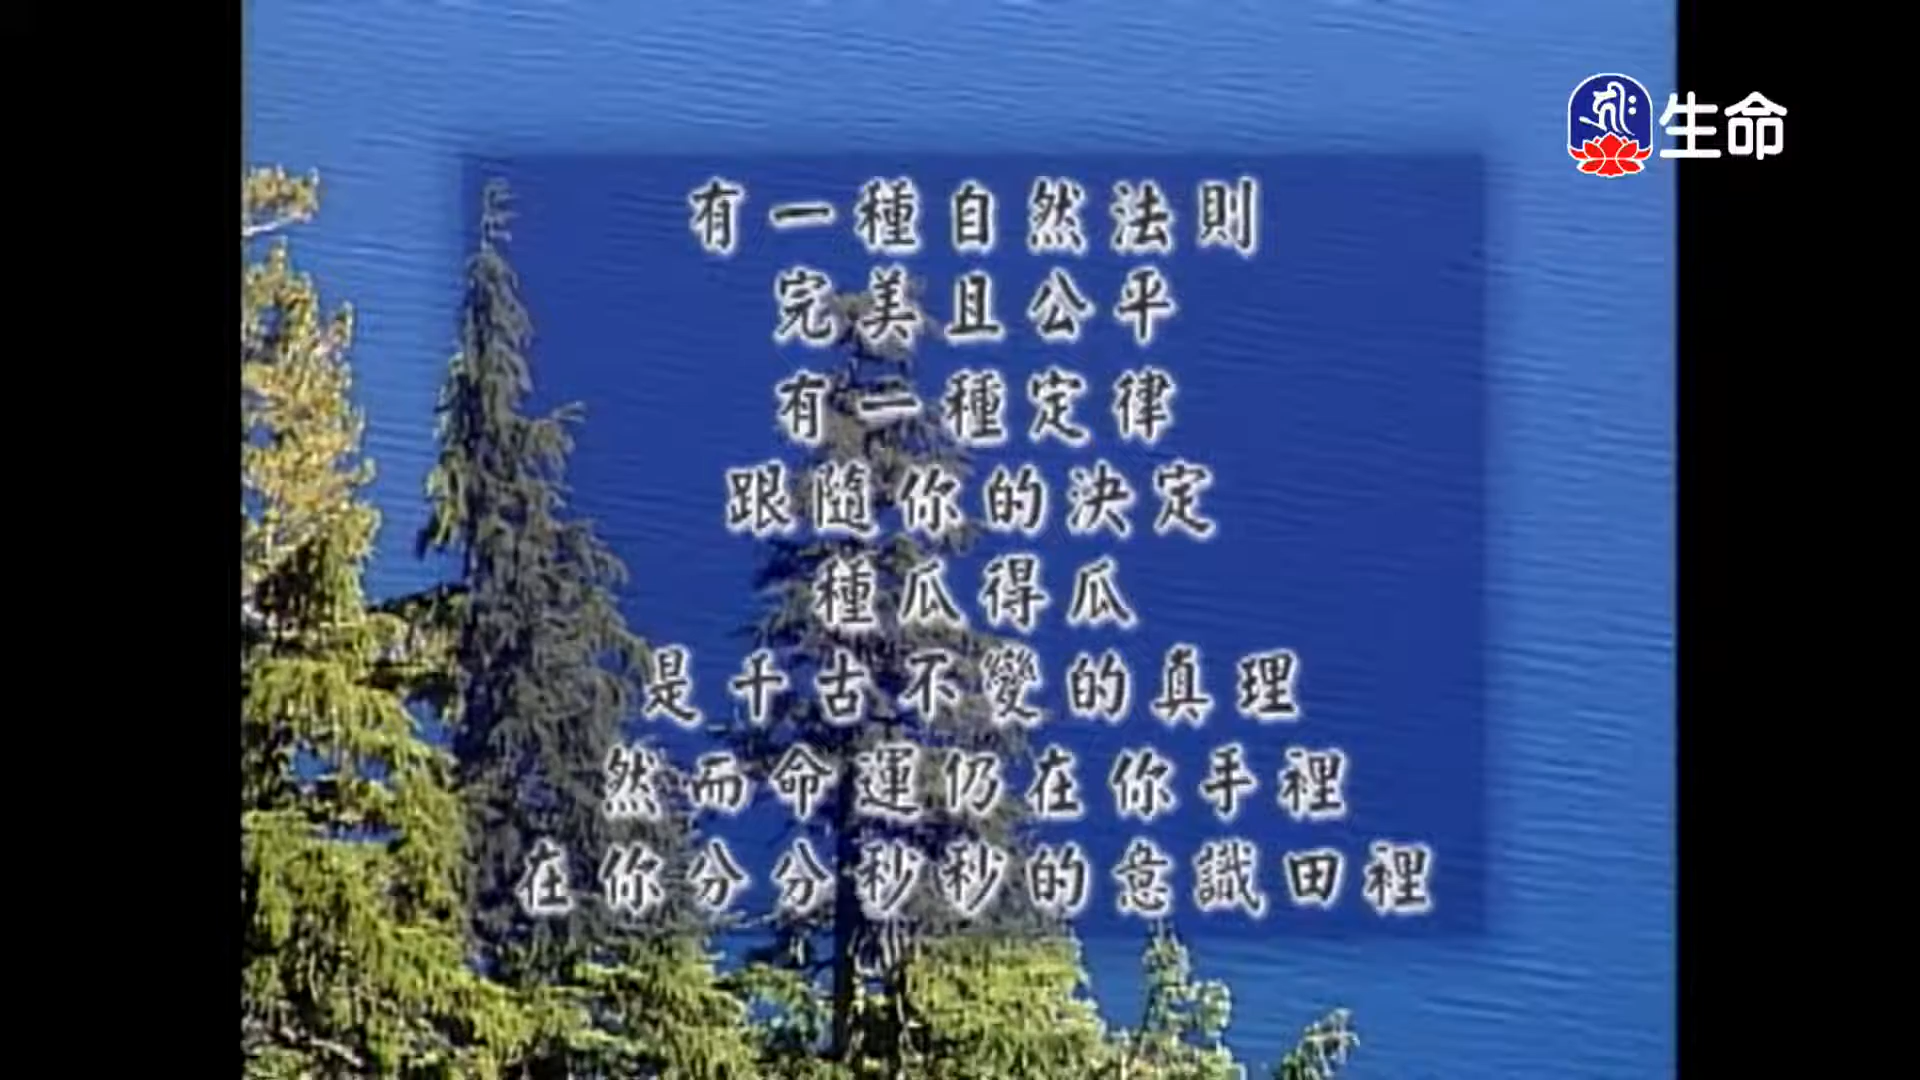 生命
有一種自然法則
完美且公平
有一種定律
跟隨你的決定
種瓜得瓜
是千古不變的真理
然而命運仍在你手裡
在你分分秒秒的意識田裡